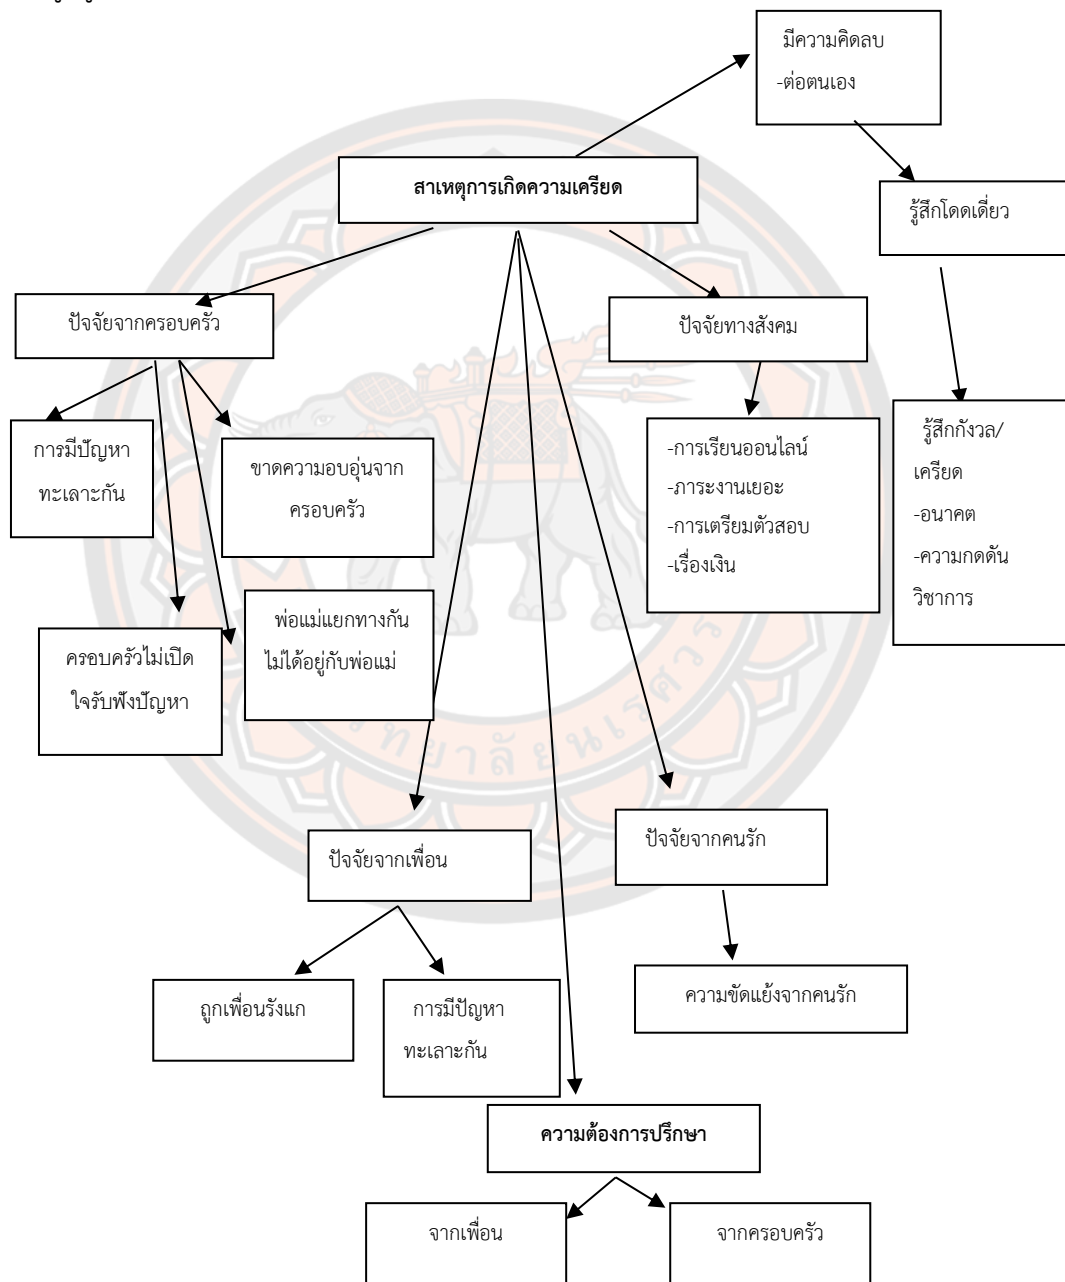 มีความคิดลบ
-ต่อตนเอง
สาเหตุการเกิดความเครียด
รู้สึกโดดเดี่ยว
ปัจจัยจากครอบครัว
ปัจจัยทางสังคม
การมีปัญหา
ทะเลาะกัน
ขาดความอบอุ่นจาก
ครอบครัว
-การเรียนออนไลน์
-ภาระงานเยอะ
-การเตรียมตัวสอบ
-เรื่องเงิน
รู้สึกกังวล/
เครียด
-อนาคต
-ความกดดัน
วิชาการ
ครอบครัวไม่เปิด
ใจรับฟังปัญหา
พ่อแม่แยกทางกัน
ไม่ได้อยู่กับพ่อแม่
ปัจจัยจากเพื่อน
ปัจจัยจากคนรัก
ถูกเพื่อนรังแก
การมีปัญหา
ทะเลาะกัน
ความขัดแย้งจากคนรัก
ความต้องการปรึกษา
จากเพื่อน
จากครอบครัว